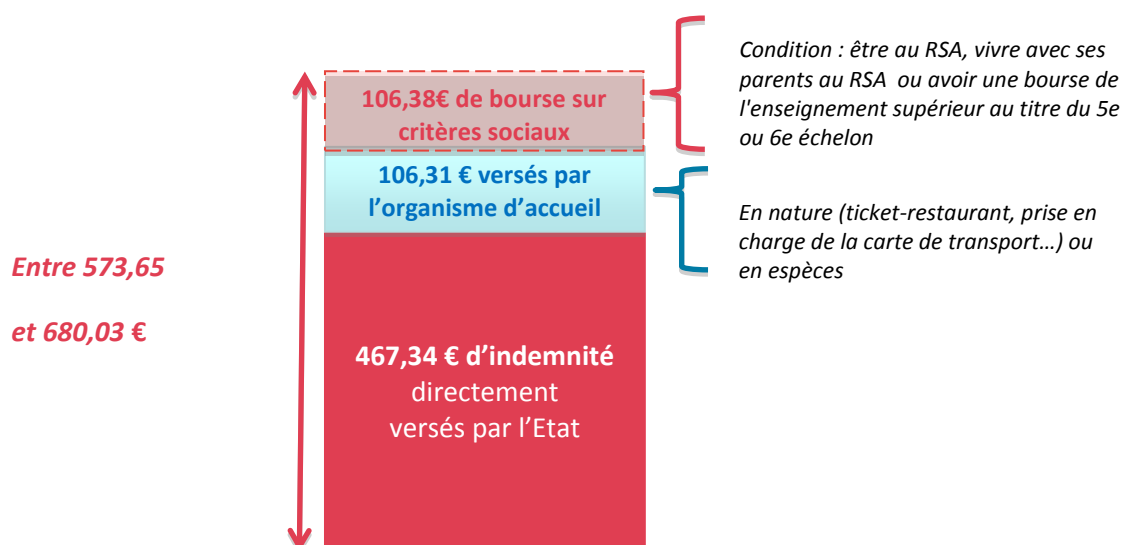 106,38€ de bourse sur
critères sociaux
Condition : être au RSA, vivre avec ses
parents au RSA ou avoir une bourse de
l'enseignement supérieur au titre du 5e
ou 6e échelon
106,31 € versés par
l’organisme d’accueil
En nature (ticket-restaurant, prise en
charge de la carte de transport…) ou
en espèces
Entre 573,65
et 680,03 €
467,34 € d’indemnité
directement
versés par l’Etat